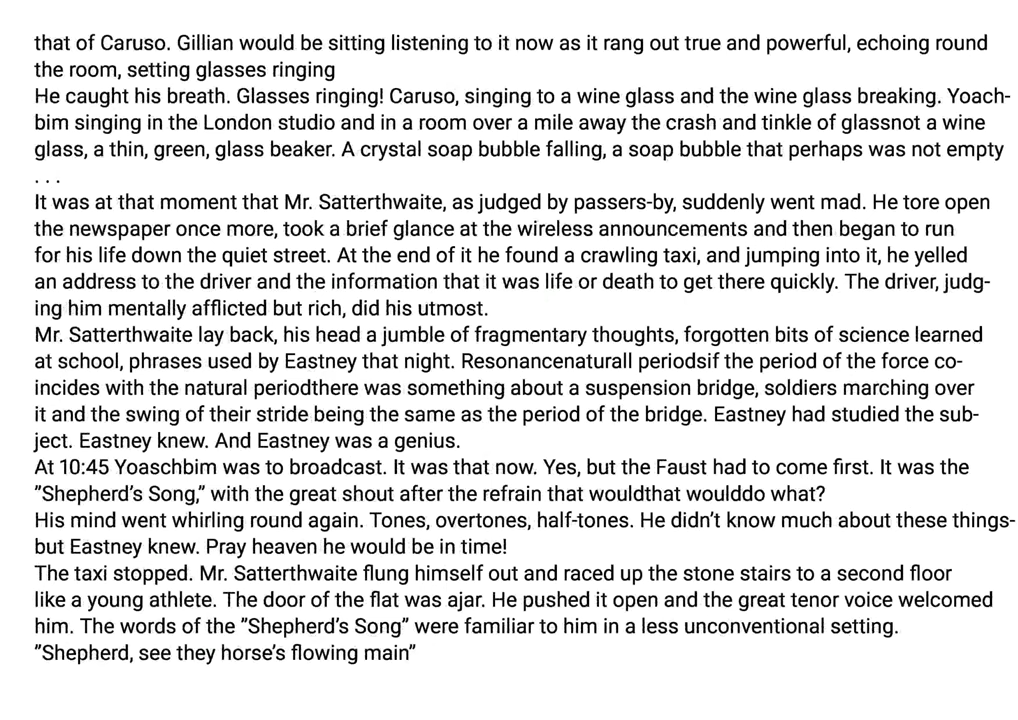 that of Caruso. Gillian would be sitting listening to it now as it rang out true and powerful, echoing round
the room, setting glasses ringing
He caught his breath. Glasses ringing! Caruso, singing to a wine glass and the wine glass breaking. Yoach-
bim singing in the London studio and in a room over a mile away the crash and tinkle of glassnot a wine
glass, a thin, green, glass beaker. A crystal soap bubble falling, a soap bubble that perhaps was not empty
. . .
It was at that moment that Mr. Satterthwaite, as judged by passers-by, suddenly went mad. He tore open
the newspaper once more, took a brief glance at the wireless announcements and then began to run
for his life down the quiet street. At the end of it he found a crawling taxi, and jumping into it, he yelled
an address to the driver and the information that it was life or death to get there quickly. The driver, judg-
ing him mentally afflicted but rich, did his utmost.
Mr. Satterthwaite lay back, his head a jumble of fragmentary thoughts, forgotten bits of science learned
at school, phrases used by Eastney that night. Resonancenaturall periodsif the period of the force co-
incides with the natural periodthere was something about a suspension bridge, soldiers marching over
it and the swing of their stride being the same as the period of the bridge. Eastney had studied the sub-
ject. Eastney knew. And Eastney was a genius.
At 10:45 Yoaschbim was to broadcast. It was that now. Yes, but the Faust had to come first. It was the
”Shepherd’s Song,” with the great shout after the refrain that wouldthat woulddo what?
His mind went whirling round again. Tones, overtones, half-tones. He didn’t know much about these things-
but Eastney knew. Pray heaven he would be in time!
The taxi stopped. Mr. Satterthwaite flung himself out and raced up the stone stairs to a second floor
like a young athlete. The door of the flat was ajar. He pushed it open and the great tenor voice welcomed
him. The words of the ”Shepherd’s Song” were familiar to him in a less unconventional setting.
”Shepherd, see they horse’s flowing main”